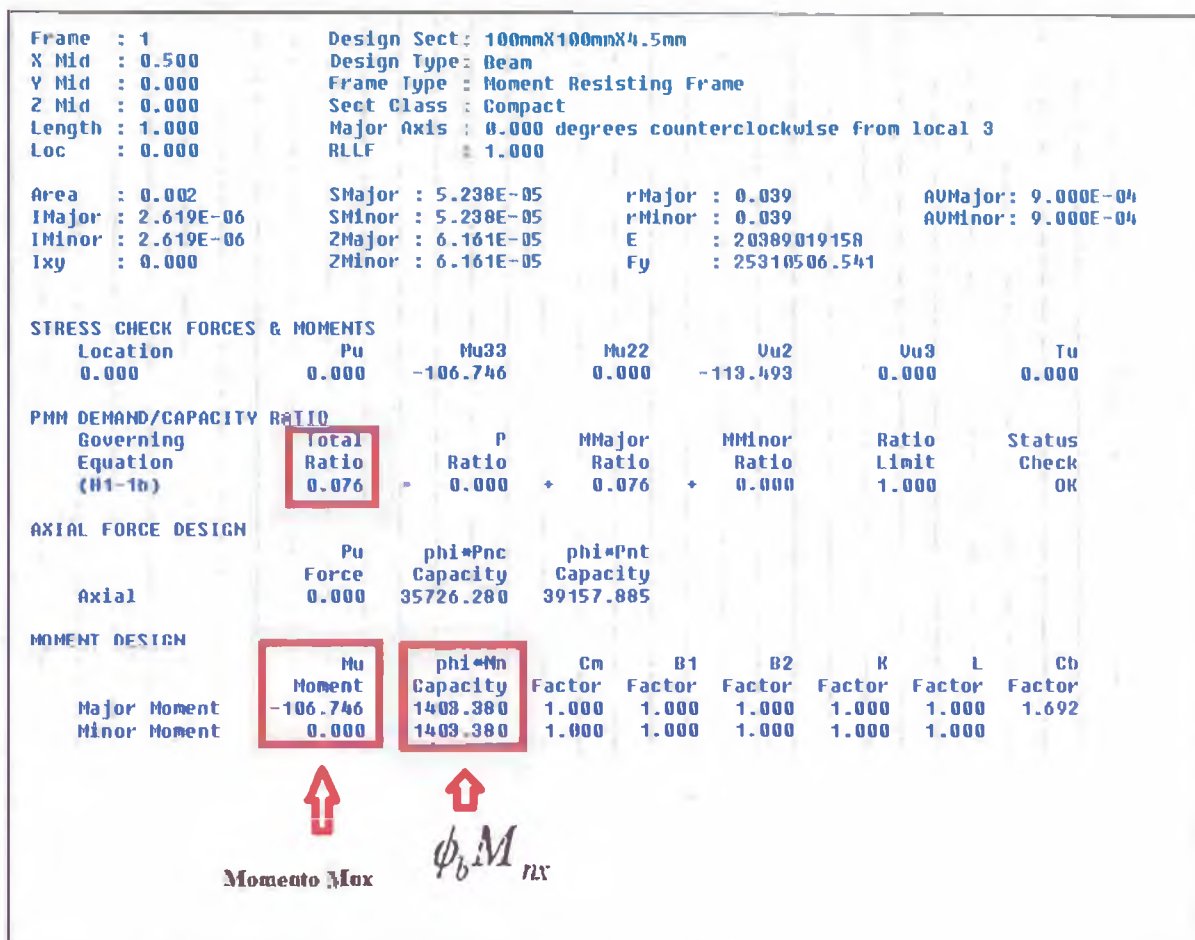 Frame : 1 Design Sect: 100mmX100mmX4.5mm
X Mid : 0.500 Design Type: Beam
Y Mid : 0.000 Frame Type : Moment Resisting Frame
Z Mid : 0.000 Sect Class : Compact
Length : 1.000 Major Axis : 0.000 degrees counterclockwise from local 3
Loc : 0.000 RLLF : 1.000
Area : 0.002 SMajor : 5.238E-05 rMajor : 0.039 AVMajor: 9.000E-04
IMajor : 2.619E-06 SMinor : 5.238E-05 rMinor : 0.039 AVMinor: 9.000E-04
IMinor : 2.619E-06 ZMajor : 6.161E-05 E : 20389019158
Ixy : 0.000 ZMinor : 6.161E-05 Fy : 25310506.541
STRESS CHECK FORCES & MOMENTS
Location Pu Mu33 Mu22 Vu2 Vu3 Tu
0.000 0.000 -106.746 0.000 -113.493 0.000 0.000
PMM DEMAND/CAPACITY RATIO
Governing Total P MMajor MMinor Ratio Status
Equation Ratio Ratio Ratio Ratio Limit Check
(H1-1b) 0.076 = 0.000 + 0.076 + 0.000 1.000 OK
AXIAL FORCE DESIGN
Pu phi*Pnc phi*Pnt
Force Capacity Capacity
Axial 0.000 35726.280 39157.885
MOMENT DESIGN
Mu phi*Mn Cm B1 B2 K L Cb
Moment Capacity Factor Factor Factor Factor Factor Factor
Major Moment -106.746 1403.380 1.000 1.000 1.000 1.000 1.000 1.692
Minor Moment 0.000 1403.380 1.000 1.000 1.000 1.000 1.000
Momento Max ϕ_b M_nx